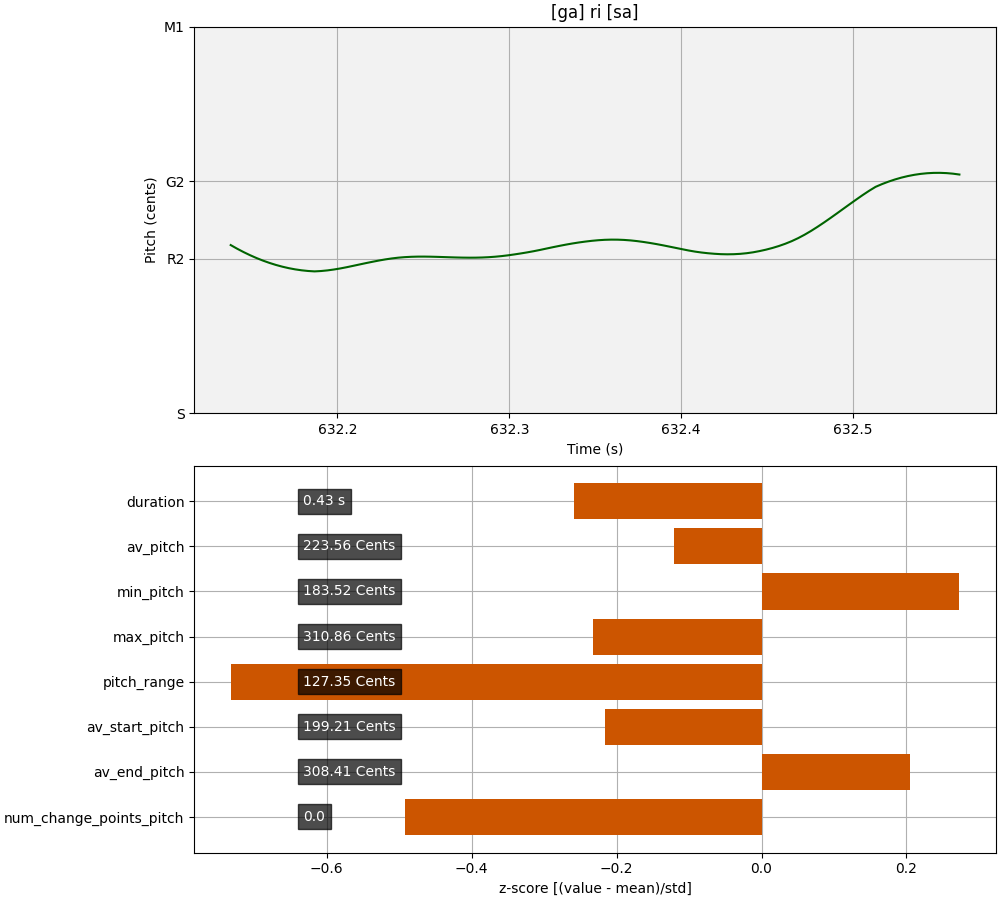 [ga] ri [sa]
M1
G2
R2
S
Pitch (cents)
632.2 632.3 632.4 632.5
Time (s)
duration 0.43 s
av_pitch 223.56 Cents
min_pitch 183.52 Cents
max_pitch 310.86 Cents
pitch_range 127.35 Cents
av_start_pitch 199.21 Cents
av_end_pitch 308.41 Cents
num_change_points_pitch 0.0
−0.6 −0.4 −0.2 0.0 0.2
z-score [(value - mean)/std]